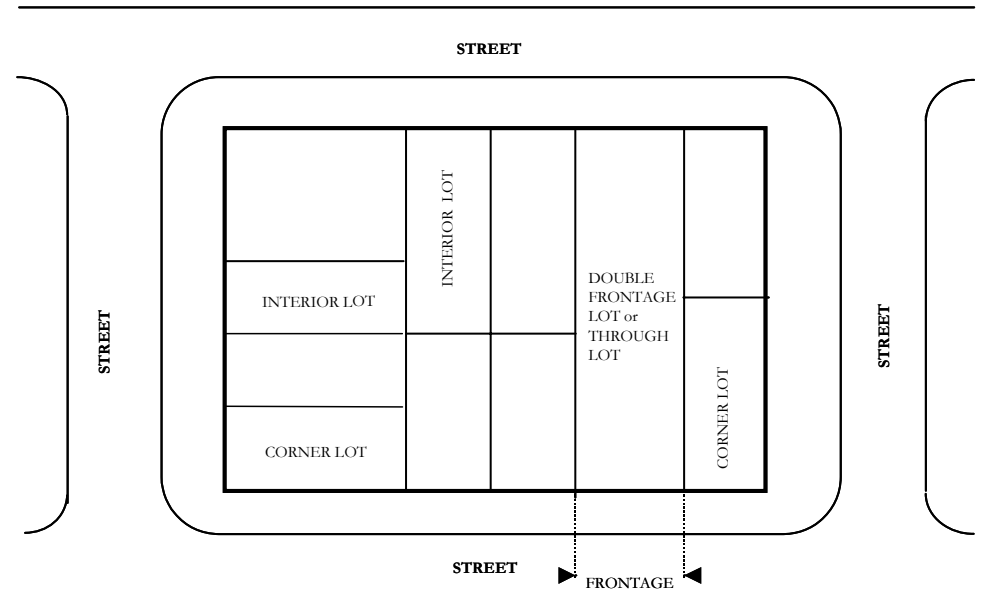 STREET
INTERIOR LOT
INTERIOR LOT
DOUBLE
FRONTAGE
LOT or
THROUGH
LOT
STREET
STREET
CORNER LOT
CORNER LOT
STREET
FRONTAGE